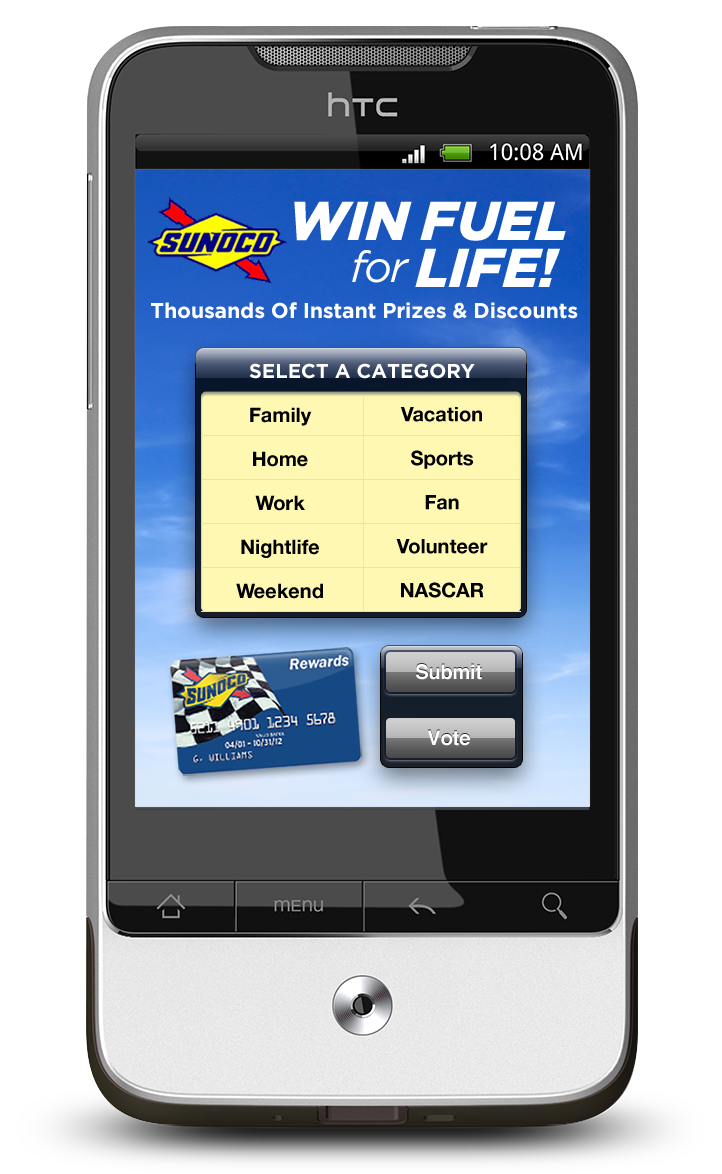 htc
10:08 AM
SUNOCO
WIN FUEL
for LIFE!
Thousands Of Instant Prizes & Discounts
SELECT A CATEGORY
Family Vacation
Home Sports
Work Fan
Nightlife Volunteer
Weekend NASCAR
Rewards
SUNOCO
1234 5678
04/01 - 10/31/12
G. WILLIAMS
Submit
Vote
menu